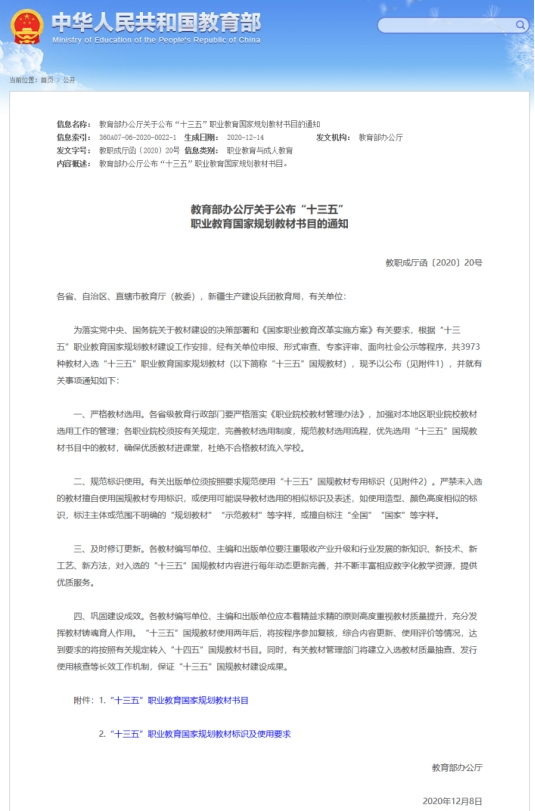 中华人民共和国教育部
Ministry of Education of the People's Republic of China
当前位置：首页 > 公开
信息名称： 教育部办公厅关于公布“十三五”职业教育国家规划教材书目的通知
信息索引： 360A07-06-2020-0022-1 生成日期： 2020-12-14 发文机构： 教育部办公厅
发文字号： 教职成厅函〔2020〕20号 信息类别： 职业教育与成人教育
内容概述： 教育部办公厅公布“十三五”职业教育国家规划教材书目。
教育部办公厅关于公布“十三五”
职业教育国家规划教材书目的通知
教职成厅函〔2020〕20号
各省、自治区、直辖市教育厅（教委），新疆生产建设兵团教育局，有关单位：
为落实党中央、国务院关于教材建设的决策部署和《国家职业教育改革实施方案》有关要求，根据“十三
五”职业教育国家规划教材建设工作安排，经有关单位申报、形式审查、专家评审、面向社会公示等程序，共3973
种教材入选“十三五”职业教育国家规划教材（以下简称“十三五”国规教材），现予以公布（见附件1），并就有
关事项通知如下：
一、严格教材选用。各省级教育行政部门要严格落实《职业院校教材管理办法》，加强对本地区职业院校教材
选用工作的管理；各职业院校须按有关规定，完善教材选用制度，规范教材选用流程，优先选用“十三五”国规教
材书目中的教材，确保优质教材进课堂，杜绝不合格教材流入学校。
二、规范标识使用。有关出版单位须按照要求规范使用“十三五”国规教材专用标识（见附件2）。严禁未入选
的教材擅自使用国规教材专用标识，或使用可能误导教材选用的相似标识及表述，如使用造型、颜色高度相似的标
识，标注主体或范围不明确的“规划教材”“示范教材”等字样，或擅自标注“全国”“国家”等字样。
三、及时修订更新。各教材编写单位、主编和出版单位要注重吸收产业升级和行业发展的新知识、新技术、新
工艺、新方法，对入选的“十三五”国规教材内容进行每年动态更新完善，并不断丰富相应数字化教学资源，提供
优质服务。
四、巩固建设成效。各教材编写单位、主编和出版单位应本着精益求精的原则高度重视教材质量提升，充分发
挥教材铸魂育人作用。“十三五”国规教材使用两年后，将按程序参加复核，综合内容更新、使用评价等情况，达
到要求的将按照有关规定转入“十四五”国规教材书目。同时，有关教材管理部门将建立入选教材质量抽查、发行
使用核查等长效工作机制，保证“十三五”国规教材建设成果。
附件：1.“十三五”职业教育国家规划教材书目
2.“十三五”职业教育国家规划教材标识及使用要求
教育部办公厅
2020年12月8日